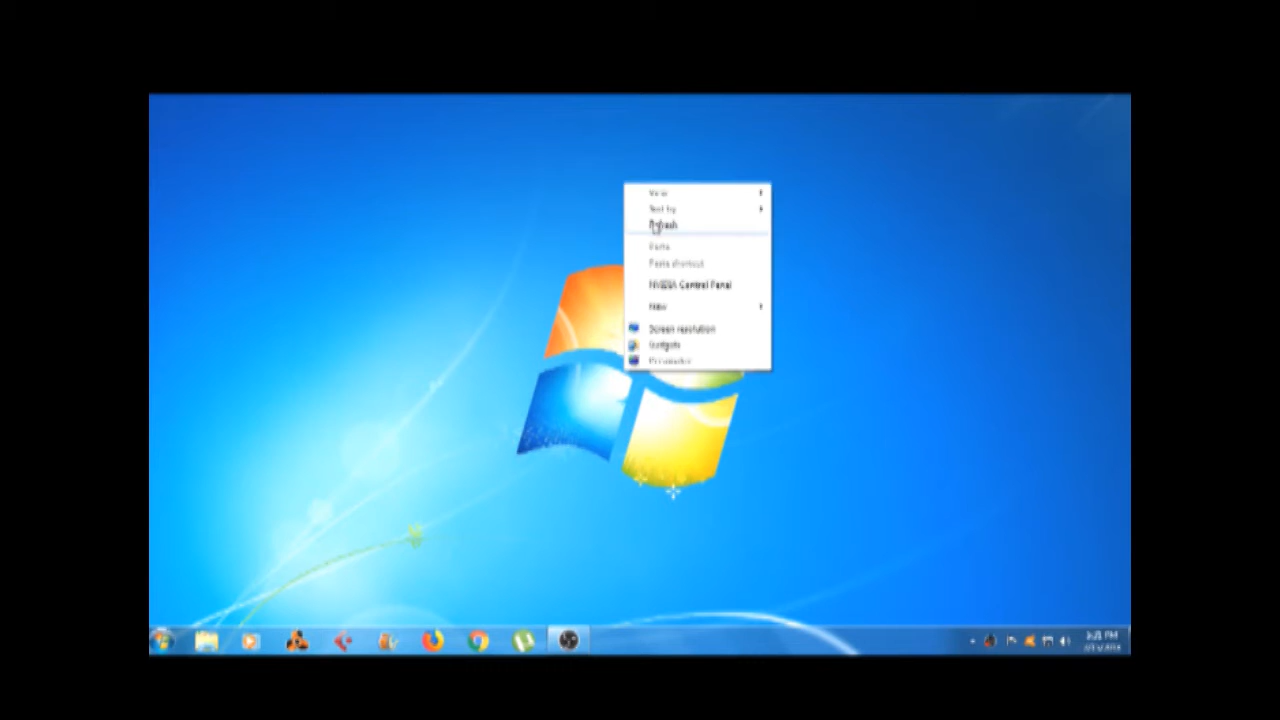 View
Sort by
Refresh
Paste
Paste shortcut
NVIDIA Control Panel
New
Screen resolution
Gadgets
Personalize